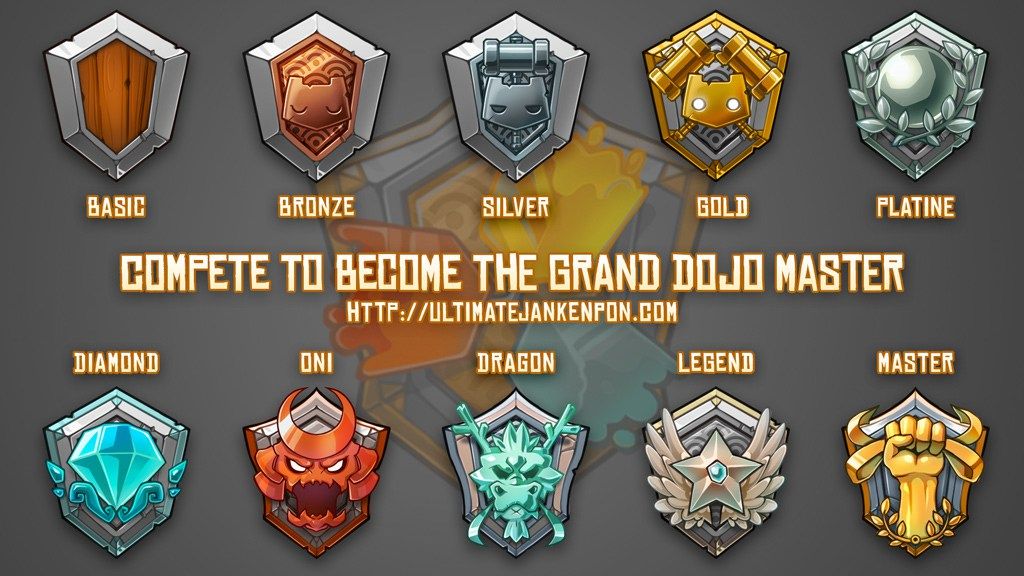 BASIC
BRONZE
SILVER
GOLD
PLATINE
COMPETE TO BECOME THE GRAND DOJO MASTER
HTTP://ULTIMATEJANKENPON.COM
DIAMOND
ONI
DRAGON
LEGEND
MASTER